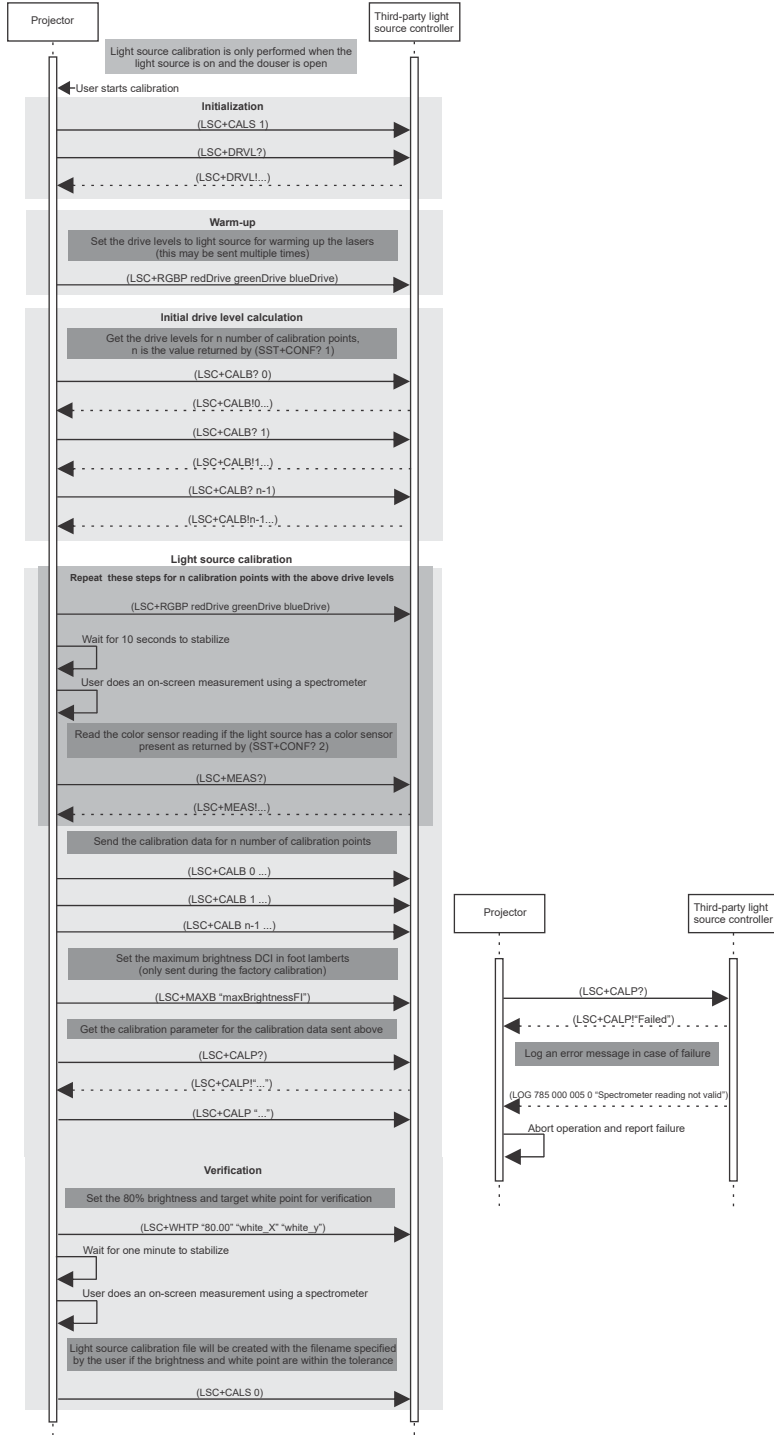 Projector
Third-party light
source controller
Light source calibration is only performed when the
light source is on and the douser is open
User starts calibration
Initialization
(LSC+CALS 1)
(LSC+DRVL?)
(LSC+DRVL!...)
Warm-up
Set the drive levels to light source for warming up the lasers
(this may be sent multiple times)
(LSC+RGBP redDrive greenDrive blueDrive)
Initial drive level calculation
Get the drive levels for n number of calibration points,
n is the value returned by (SST+CONF? 1)
(LSC+CALB? 0)
(LSC+CALB!0...)
(LSC+CALB? 1)
(LSC+CALB!1...)
(LSC+CALB? n-1)
(LSC+CALB!n-1...)
Light source calibration
Repeat these steps for n calibration points with the above drive levels
(LSC+RGBP redDrive greenDrive blueDrive)
Wait for 10 seconds to stabilize
User does an on-screen measurement using a spectrometer
Read the color sensor reading if the light source has a color sensor
present as returned by (SST+CONF? 2)
(LSC+MEAS?)
(LSC+MEAS!...)
Send the calibration data for n number of calibration points
(LSC+CALB 0 ...)
(LSC+CALB 1 ...)
(LSC+CALB n-1 ...)
Set the maximum brightness DCI in foot lamberts
(only sent during the factory calibration)
(LSC+MAXB “maxBrightnessFl”)
Get the calibration parameter for the calibration data sent above
(LSC+CALP?)
(LSC+CALP!“...”)
(LSC+CALP “...”)
Verification
Set the 80% brightness and target white point for verification
(LSC+WHTP “80.00” “white_X” “white_y”)
Wait for one minute to stabilize
User does an on-screen measurement using a spectrometer
Light source calibration file will be created with the filename specified
by the user if the brightness and white point are within the tolerance
(LSC+CALS 0)
Projector
Third-party light
source controller
(LSC+CALP?)
(LSC+CALP!“Failed”)
Log an error message in case of failure
(LOG 785 000 005 0 “Spectrometer reading not valid”)
Abort operation and report failure